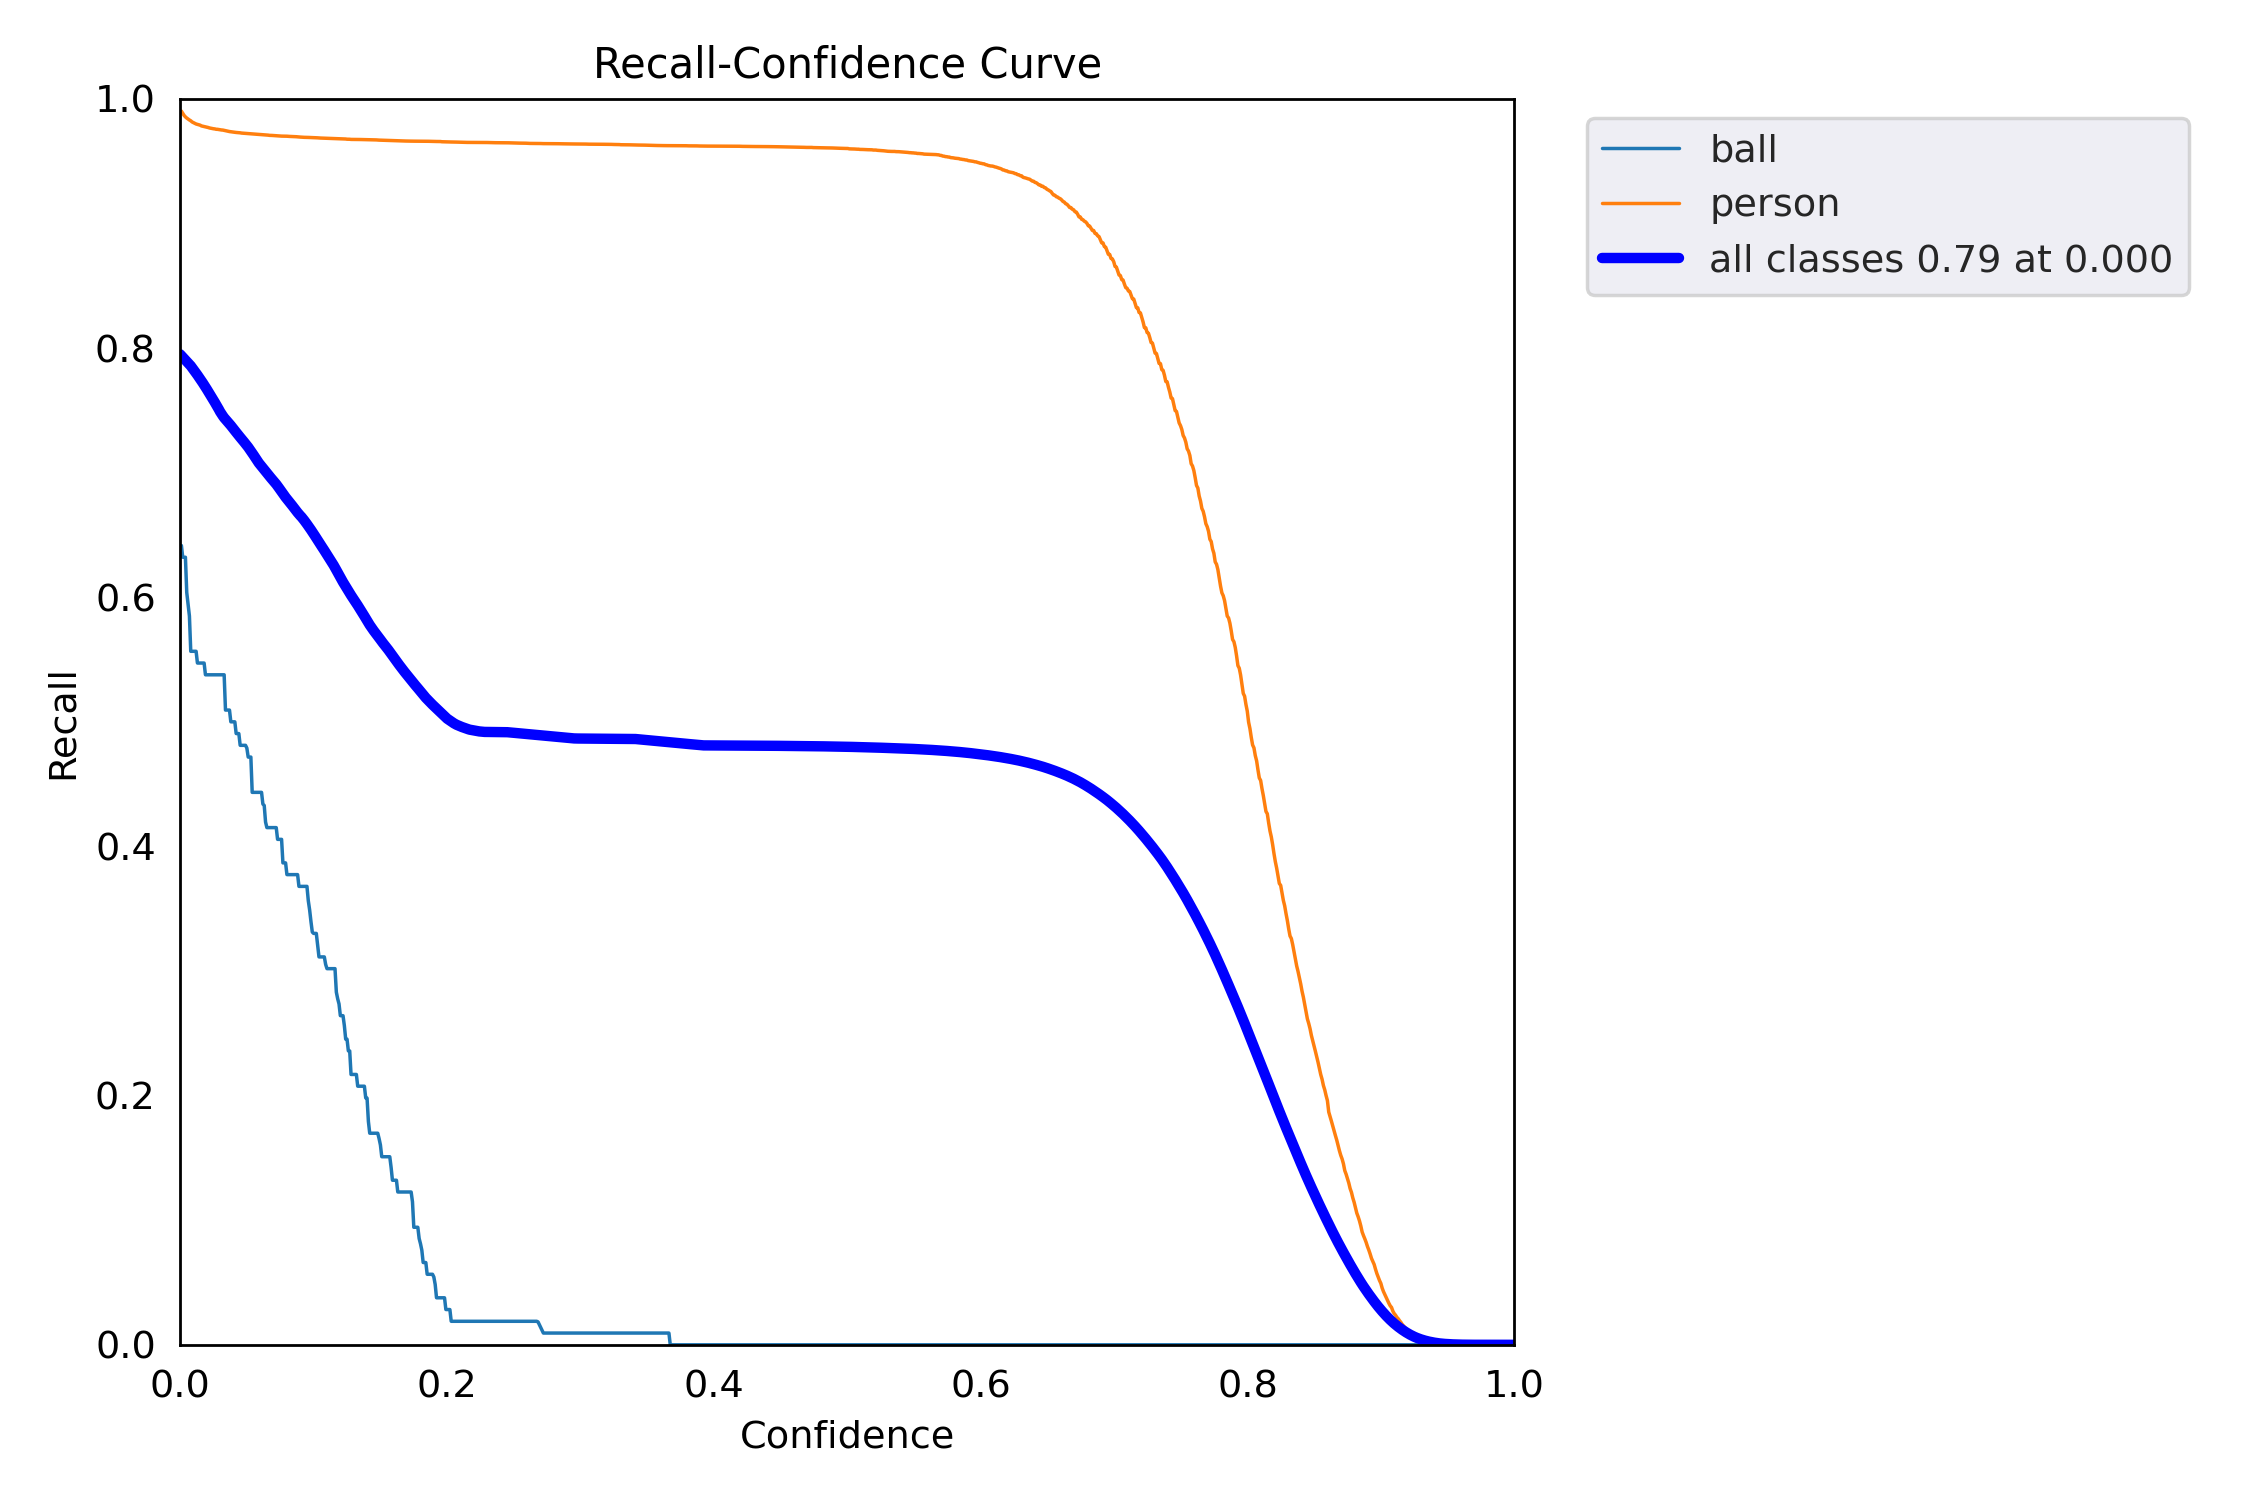 Recall-Confidence Curve
1.0
0.8
0.6
0.4
0.2
0.0
Recall
0.0 0.2 0.4 0.6 0.8 1.0
Confidence
ball
person
all classes 0.79 at 0.000